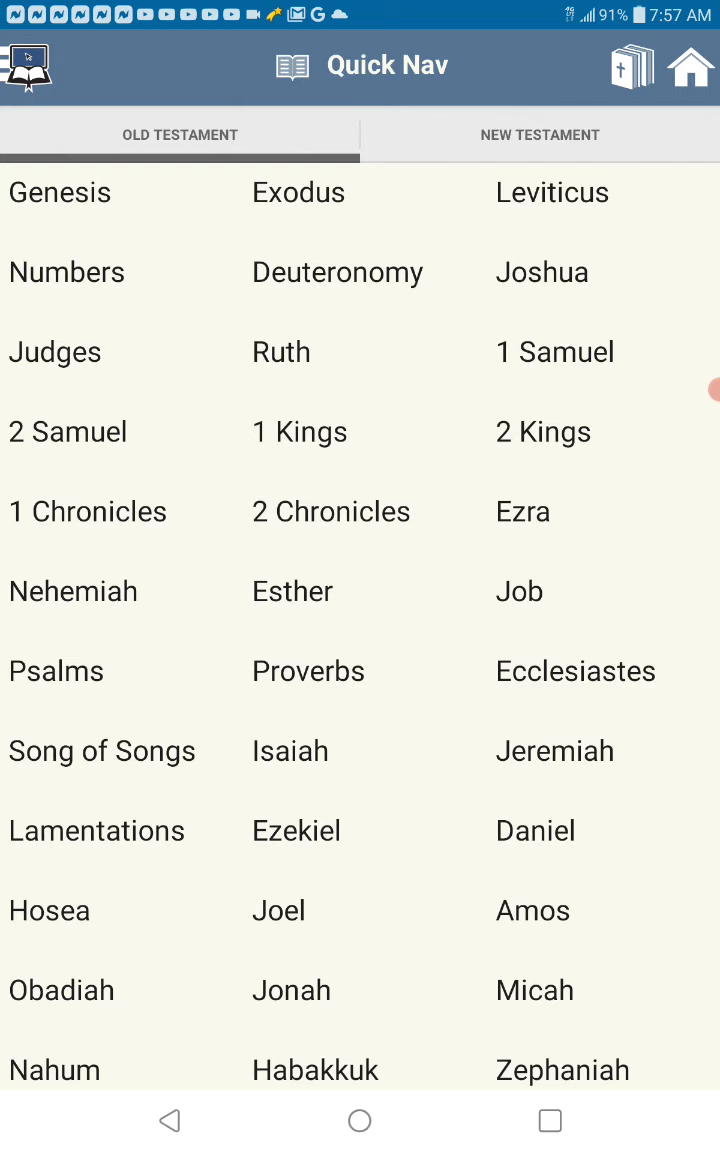 91% 7:57 AM
Quick Nav
OLD TESTAMENT NEW TESTAMENT
Genesis Exodus Leviticus
Numbers Deuteronomy Joshua
Judges Ruth 1 Samuel
2 Samuel 1 Kings 2 Kings
1 Chronicles 2 Chronicles Ezra
Nehemiah Esther Job
Psalms Proverbs Ecclesiastes
Song of Songs Isaiah Jeremiah
Lamentations Ezekiel Daniel
Hosea Joel Amos
Obadiah Jonah Micah
Nahum Habakkuk Zephaniah